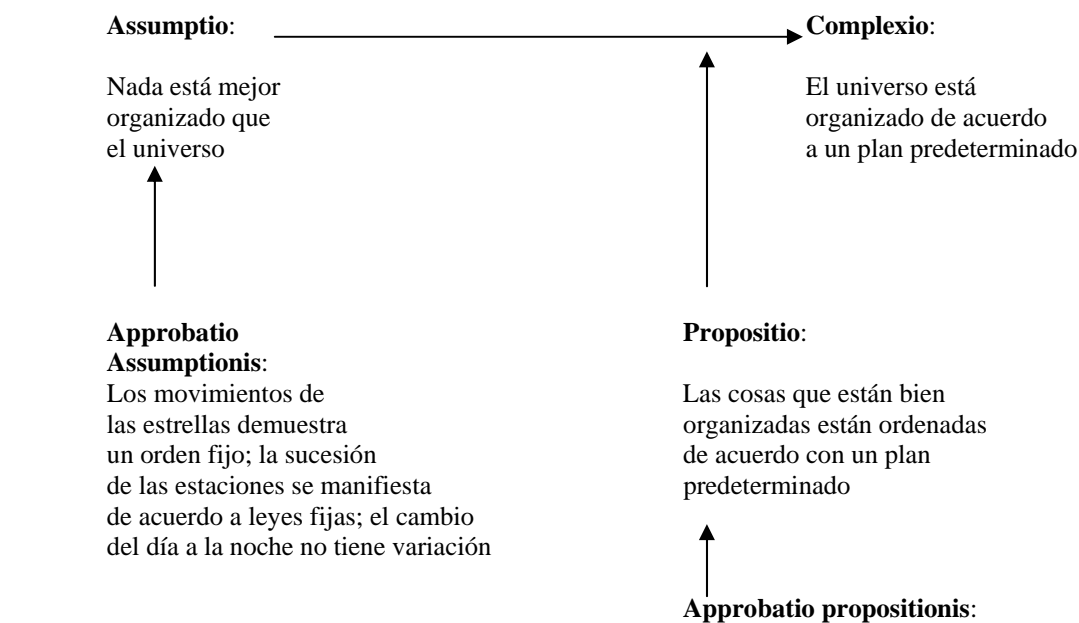 Assumptio:
Nada está mejor
organizado que
el universo
Complexio:
El universo está
organizado de acuerdo
a un plan predeterminado
Approbatio
Assumptionis:
Los movimientos de
las estrellas demuestra
un orden fijo; la sucesión
de las estaciones se manifiesta
de acuerdo a leyes fijas; el cambio
del día a la noche no tiene variación
Propositio:
Las cosas que están bien
organizadas están ordenadas
de acuerdo con un plan
predeterminado
Approbatio propositionis: